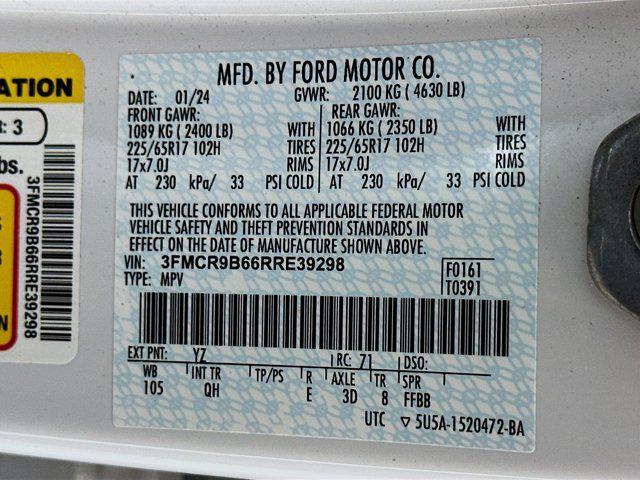 MFD. BY FORD MOTOR CO.
DATE: 01/24 GVWR: 2100 KG ( 4630 LB)
FRONT GAWR: REAR GAWR:
1089 KG ( 2400 LB) WITH 1066 KG ( 2350 LB) WITH
225/65R17 102H TIRES 225/65R17 102H TIRES
17x7.0J RIMS 17x7.0J RIMS
AT 230 kPa/ 33 PSI COLD AT 230 kPa/ 33 PSI COLD
THIS VEHICLE CONFORMS TO ALL APPLICABLE FEDERAL MOTOR
VEHICLE SAFETY AND THEFT PREVENTION STANDARDS IN
EFFECT ON THE DATE OF MANUFACTURE SHOWN ABOVE.
VIN: 3FMCR9B66RRE39298 F0161
TYPE: MPV T0391
EXT PNT: YZ RC: 71 DSO:
WB INT TR TP/PS R AXLE TR SPR
105 QH E 3D 8 FFBB
UTC 5U5A-1520472-BA
ATION
: 3
bs.
3FMCR9B66RRE39298
N